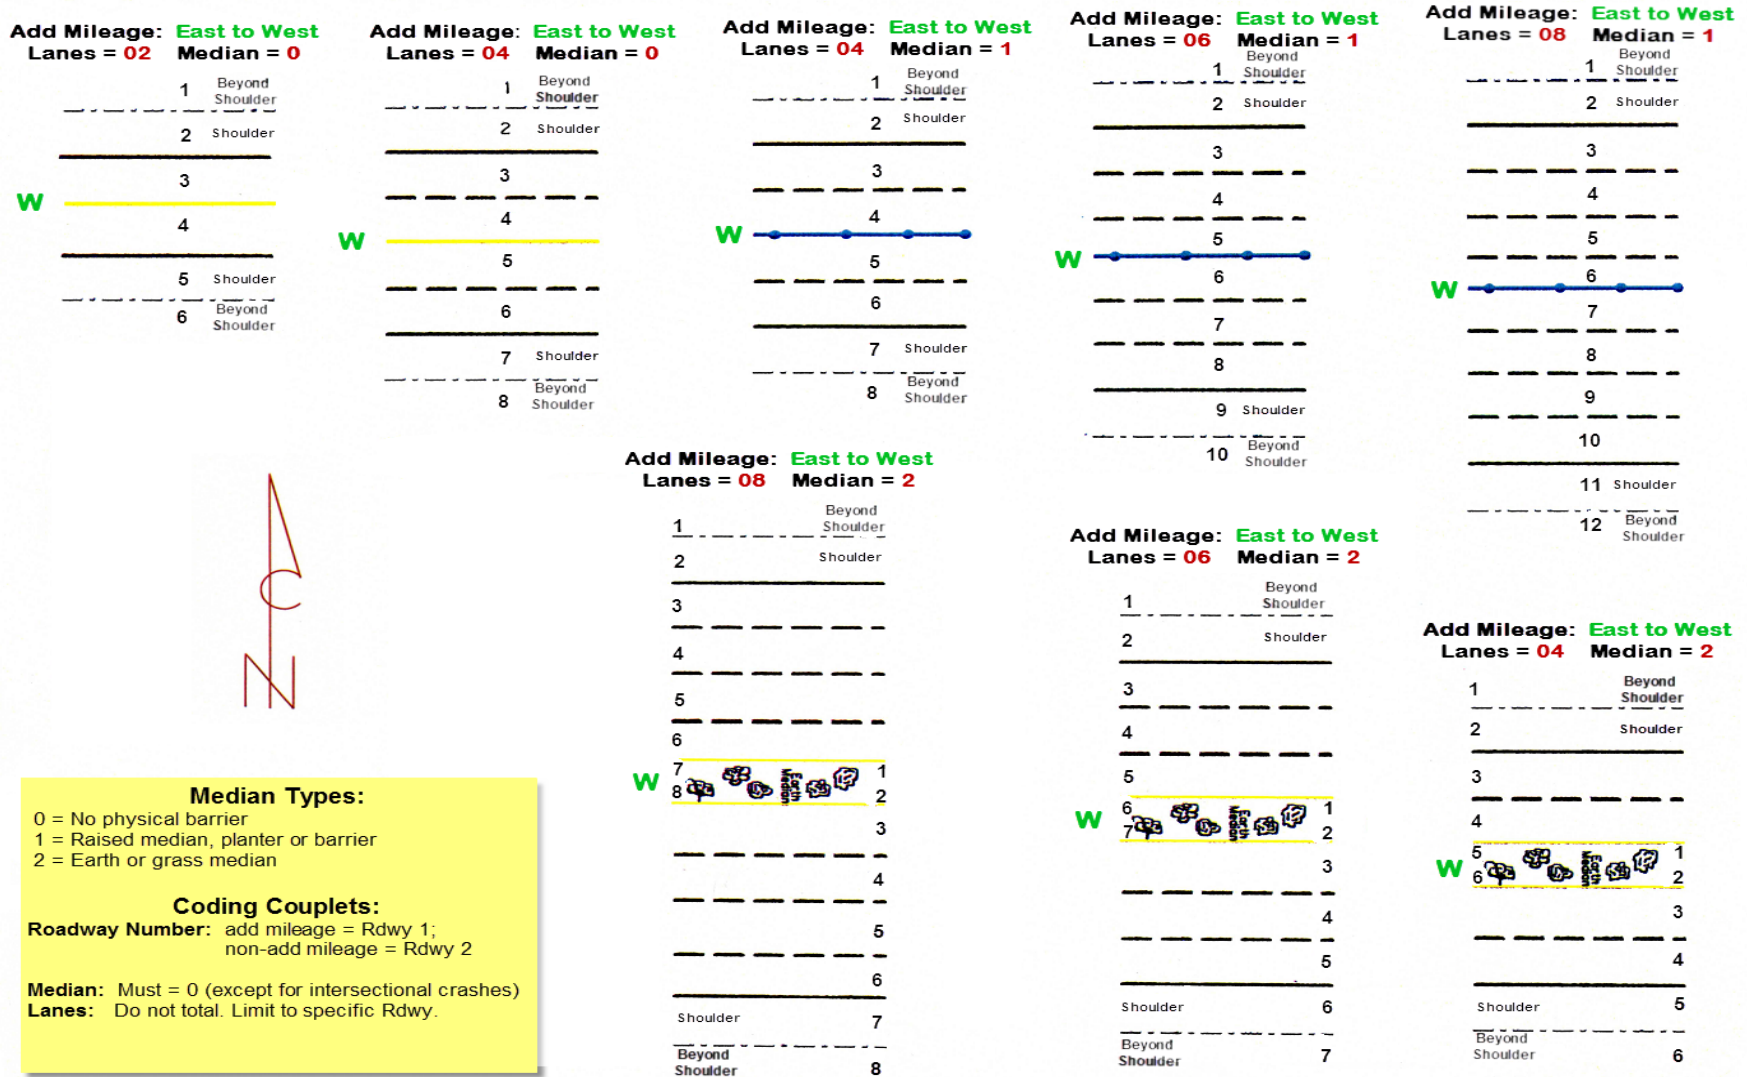 Add Mileage: East to West
Lanes = 02 Median = 0
1 Beyond
Shoulder
2 Shoulder
3
W
4
5 Shoulder
6 Beyond
Shoulder
Add Mileage: East to West
Lanes = 04 Median = 0
1 Beyond
Shoulder
2 Shoulder
3
4
W
5
6
7 Shoulder
Beyond
8 Shoulder
Add Mileage: East to West
Lanes = 04 Median = 1
1 Beyond
Shoulder
2 Shoulder
3
4
W
5
6
7 Shoulder
Beyond
8 Shoulder
Add Mileage: East to West
Lanes = 06 Median = 1
Beyond
1 Shoulder
2 Shoulder
3
4
5
W
6
7
8
9 Shoulder
Beyond
10 Shoulder
Add Mileage: East to West
Lanes = 08 Median = 1
Beyond
1 Shoulder
2 Shoulder
3
4
5
6
W
7
8
9
10
11 Shoulder
12 Beyond
Shoulder
N
Add Mileage: East to West
Lanes = 08 Median = 2
Beyond
1 Shoulder
2 Shoulder
3
4
5
6
7 1
W Earth
Median
8 2
3
4
5
6
Shoulder 7
Beyond
Shoulder 8
Add Mileage: East to West
Lanes = 06 Median = 2
Beyond
1 Shoulder
2 Shoulder
3
4
5
6 1
W Earth
Median
7 2
3
4
5
Shoulder 6
Beyond
Shoulder 7
Add Mileage: East to West
Lanes = 04 Median = 2
Beyond
1 Shoulder
2 Shoulder
3
4
5 1
W Earth
Median
6 2
3
4
Shoulder 5
Beyond
Shoulder 6
Median Types:
0 = No physical barrier
1 = Raised median, planter or barrier
2 = Earth or grass median
Coding Couplets:
Roadway Number: add mileage = Rdwy 1;
non-add mileage = Rdwy 2
Median: Must = 0 (except for intersectional crashes)
Lanes: Do not total. Limit to specific Rdwy.